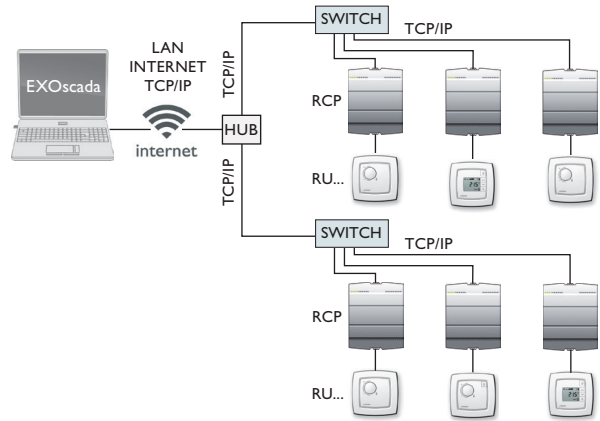 SWITCH
TCP/IP
LAN
INTERNET
TCP/IP
EXOscada
TCP/IP
RCP
HUB
internet
RU...
TCP/IP
SWITCH
TCP/IP
RCP
RU...